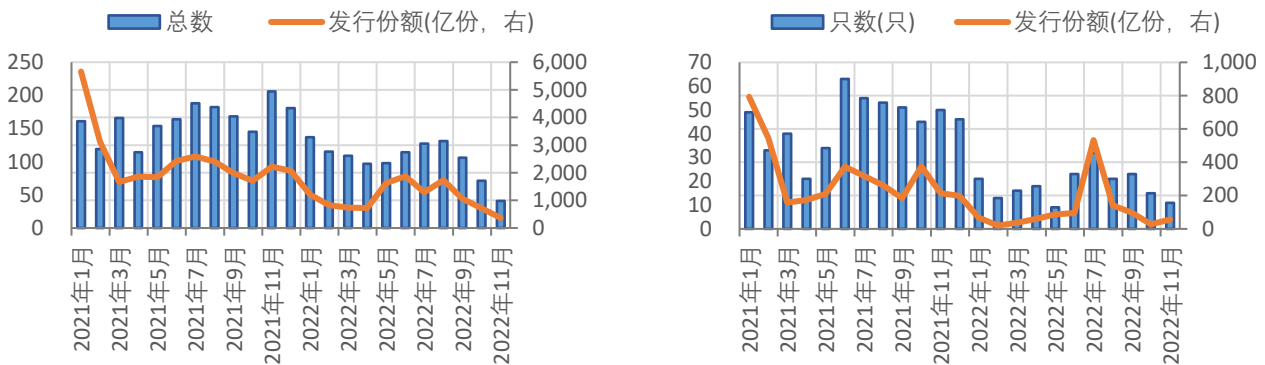 总数
发行份额(亿份，右)
250
200
150
100
50
0
6,000
5,000
4,000
3,000
2,000
1,000
0
2021年1月
2021年3月
2021年5月
2021年7月
2021年9月
2021年11月
2022年1月
2022年3月
2022年5月
2022年7月
2022年9月
2022年11月
只数(只)
发行份额(亿份，右)
70
60
50
40
30
20
10
0
1,000
800
600
400
200
0
2021年1月
2021年3月
2021年5月
2021年7月
2021年9月
2021年11月
2022年1月
2022年3月
2022年5月
2022年7月
2022年9月
2022年11月